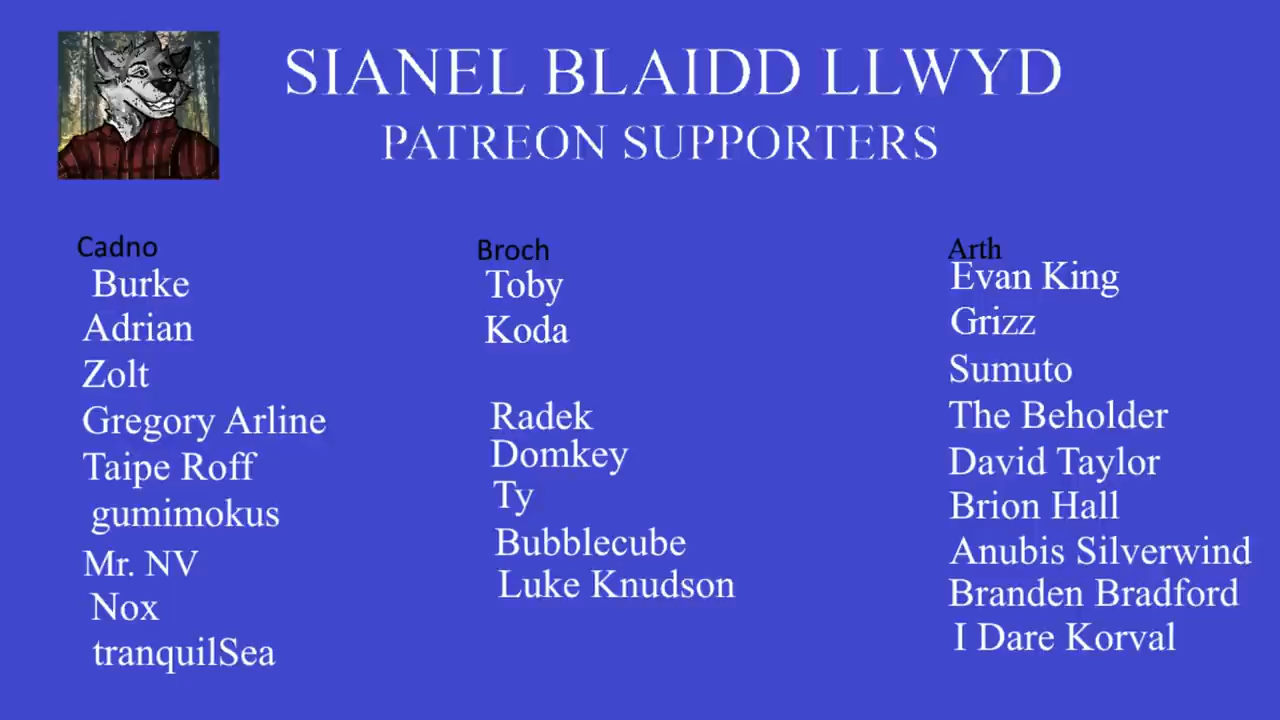 SIANEL BLAIDD LLWYD
PATREON SUPPORTERS
Cadno
Burke
Adrian
Zolt
Gregory Arline
Taipe Roff
gumimokus
Mr. NV
Nox
tranquilSea
Broch
Toby
Koda
Radek
Domkey
Ty
Bubblecube
Luke Knudson
Arth
Evan King
Grizz
Sumuto
The Beholder
David Taylor
Brion Hall
Anubis Silverwind
Branden Bradford
I Dare Korval